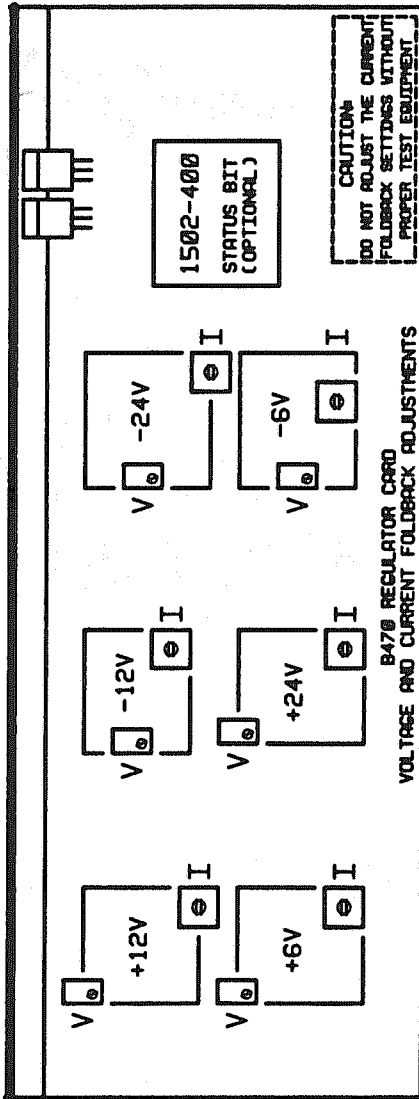 V
+12V
I
V
-12V
I
V
-24V
I
1502-400
STATUS BIT
(OPTIONAL)
V
+6V
I
V
+24V
I
V
-6V
I
CAUTION:
DO NOT ADJUST THE CURRENT
FOLDBACK SETTINGS WITHOUT
PROPER TEST EQUIPMENT
B470 REGULATOR CARD
VOLTAGE AND CURRENT FOLDBACK ADJUSTMENTS